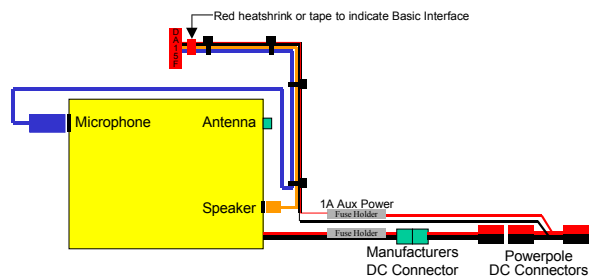 Red heatshrink or tape to indicate Basic Interface
DA15F
Microphone
Antenna
Speaker
1A Aux Power
Fuse Holder
Fuse Holder
Manufacturers
DC Connector
Powerpole
DC Connectors